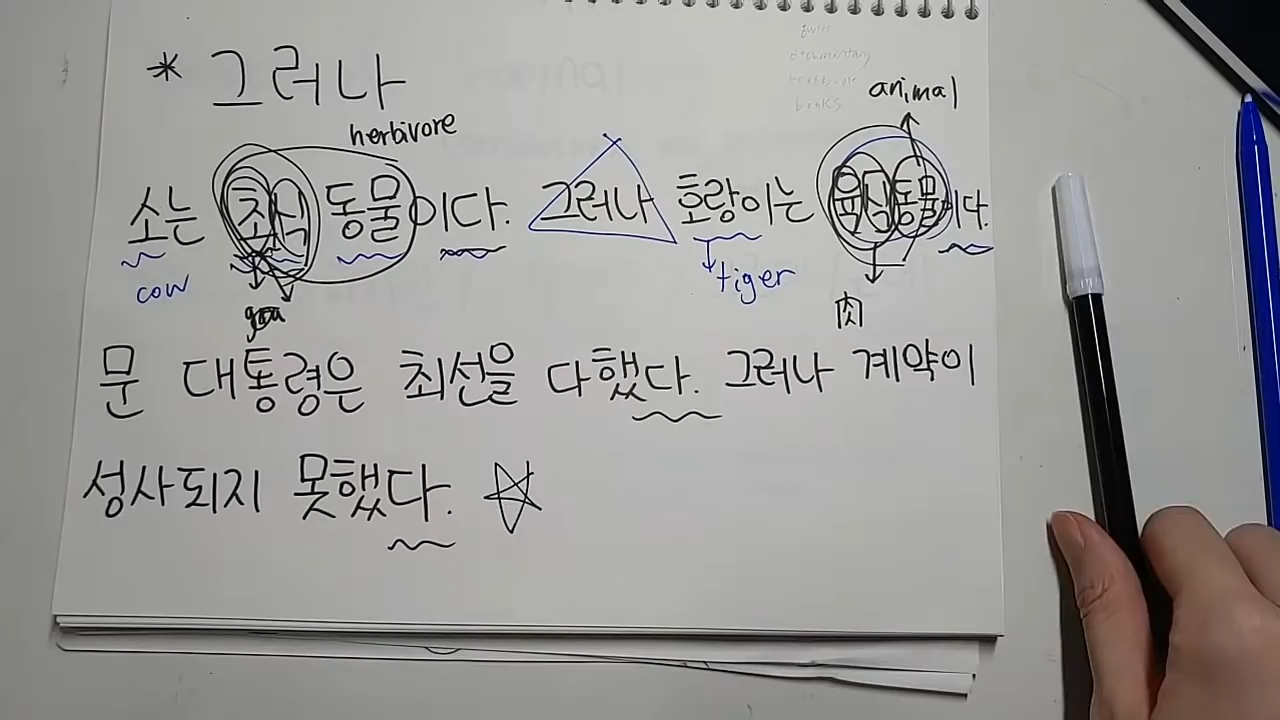 * 그러나
herbivore
animal
소는 초식 동물이다. 그러나 호랑이는 육식동물이다.
cow
tiger
肉
문 대통령은 최선을 다했다. 그러나 계약이
성사되지 못했다. ☆
documentary
books